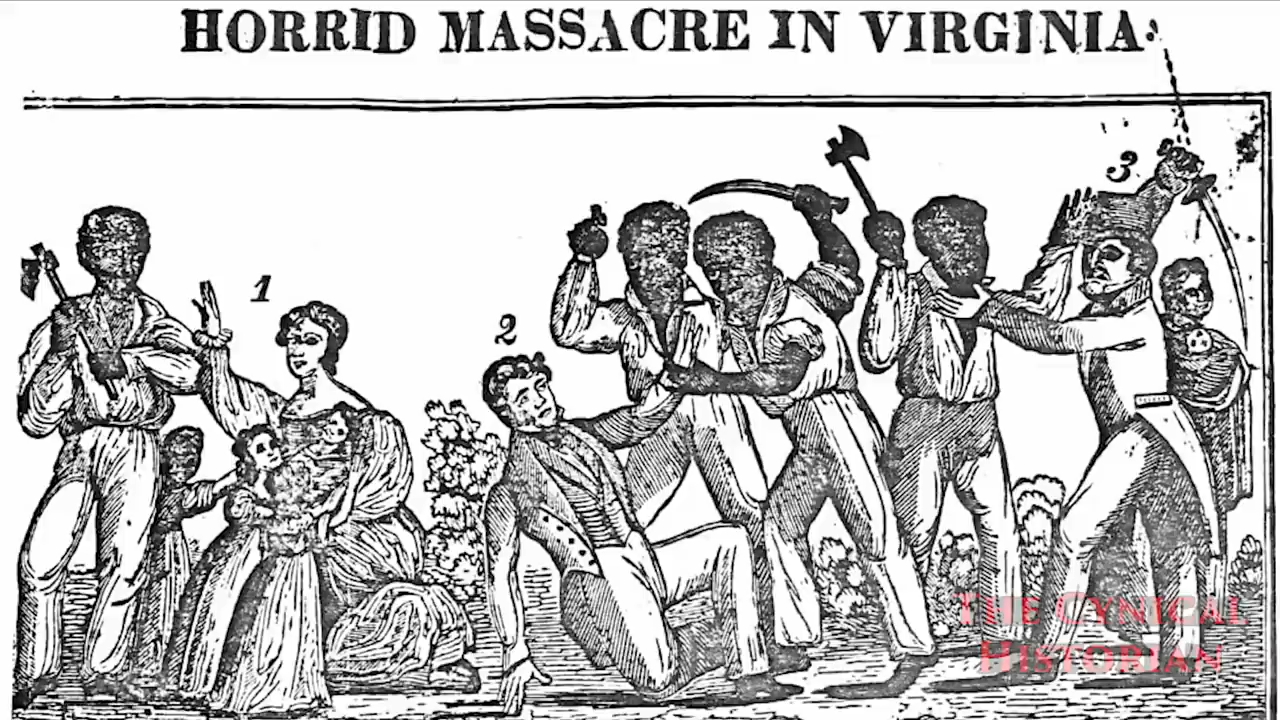 HORRID MASSACRE IN VIRGINIA.
1
2
3
THE CYNICAL
HISTORIAN